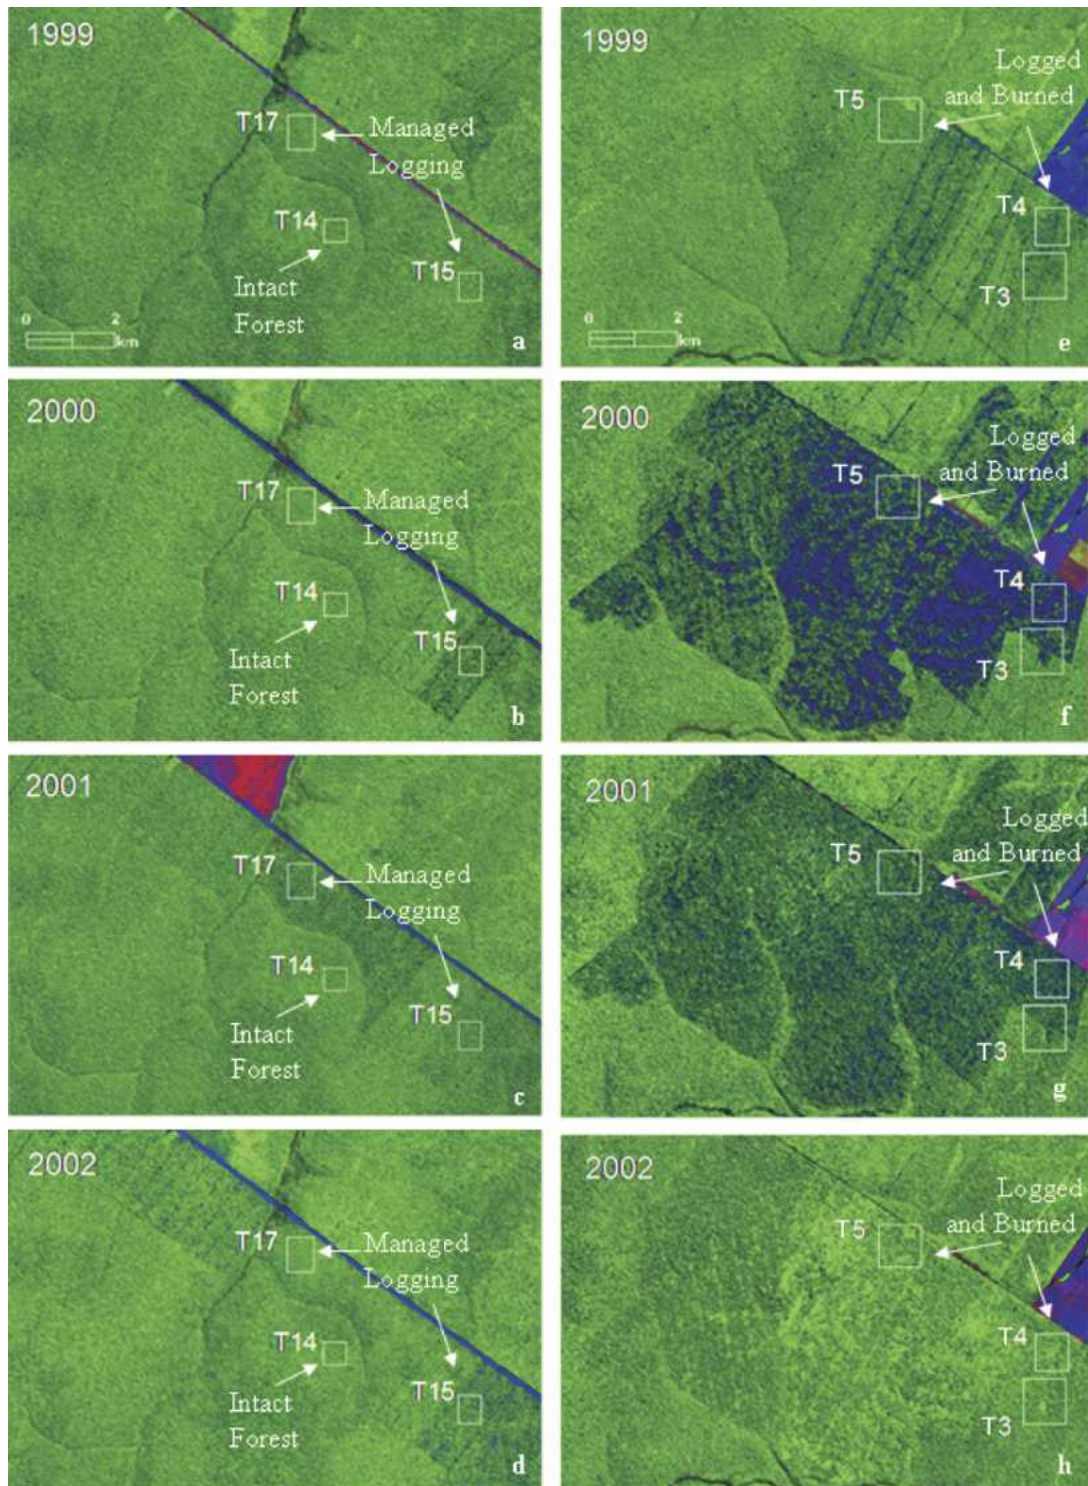 1999
T17
Managed
Logging
T14
T15
Intact
Forest
0 2
km
a
1999
Logged
and Burned
T5
T4
T3
0 2
km
e
2000
T17
Managed
Logging
T14
T15
Intact
Forest
b
2000
Logged
and Burned
T5
T4
T3
f
2001
T17
Managed
Logging
T14
T15
Intact
Forest
c
2001
Logged
and Burned
T5
T4
T3
g
2002
T17
Managed
Logging
T14
T15
Intact
Forest
d
2002
Logged
and Burned
T5
T4
T3
h